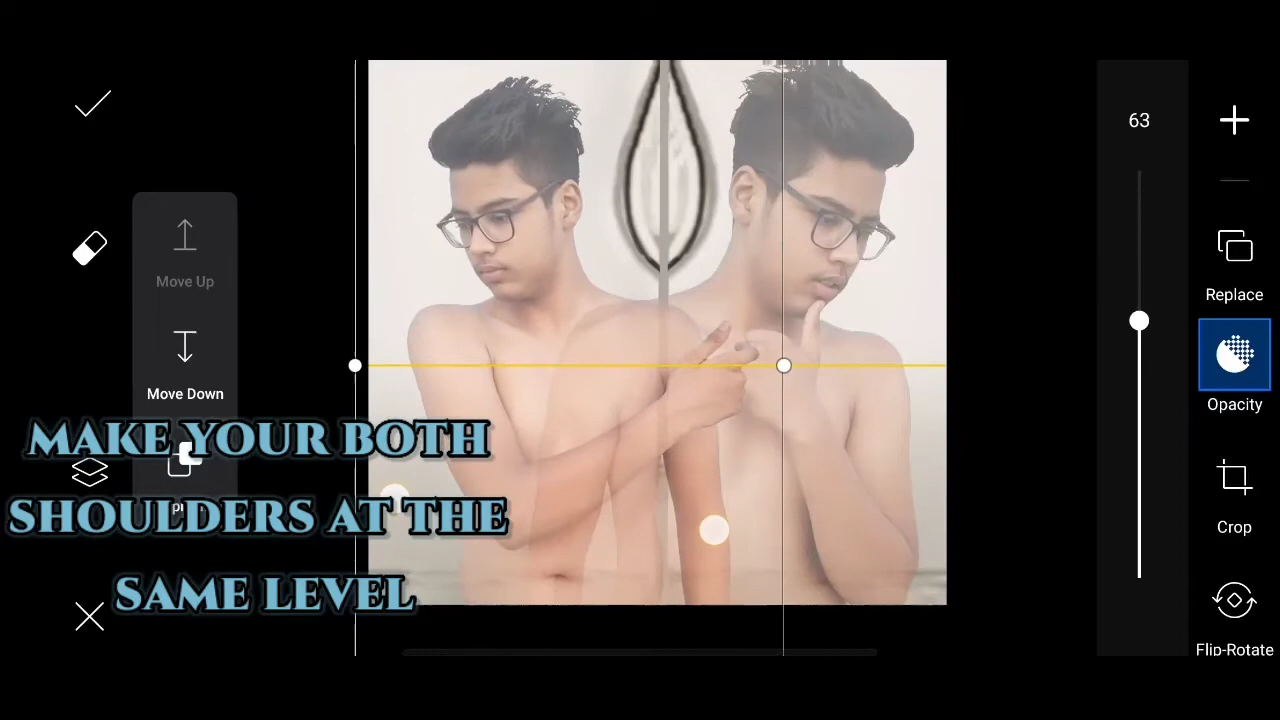 63
Move Up
Replace
Move Down
Opacity
MAKE YOUR BOTH
SHOULDERS AT THE
SAME LEVEL
Crop
Flip-Rotate